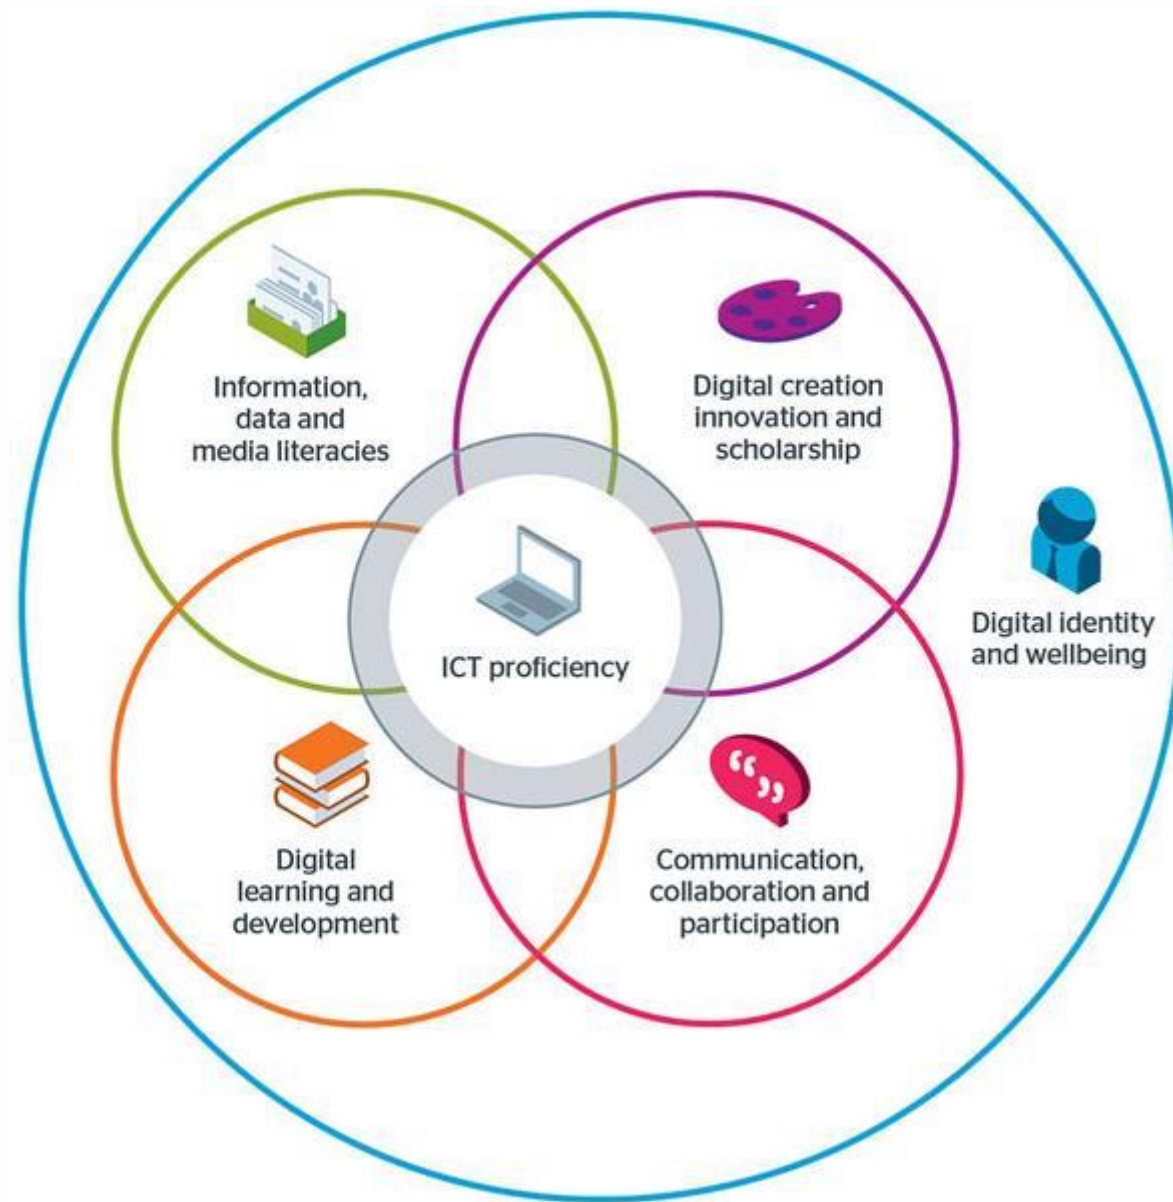 Information,
data and
media literacies
Digital creation
innovation and
scholarship
ICT proficiency
Digital identity
and wellbeing
Digital
learning and
development
Communication,
collaboration and
participation